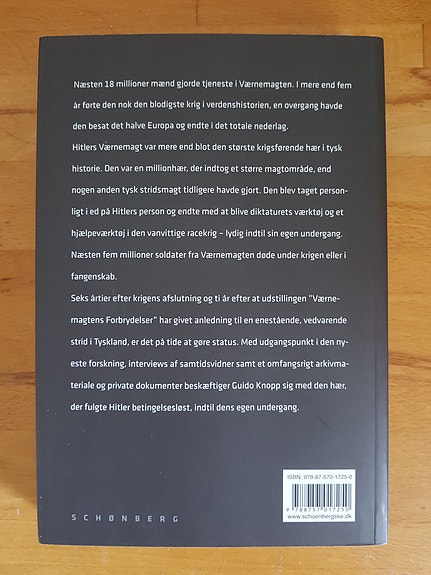 Næsten 18 millioner mænd gjorde tjeneste i Værnemagten. I mere end fem
år førte den nok den blodigste krig i verdenshistorien, en overgang havde
den besat det halve Europa og endte i det totale nederlag.
Hitlers Værnemagt var mere end blot den største krigsførende hær i tysk
historie. Den var en millionhær, der indtog et større magtområde, end
nogen anden tysk stridsmagt tidligere havde gjort. Den blev taget person-
ligt i ed på Hitlers person og endte med at blive diktaturets værktøj og et
hjælpeværktøj i den vanvittige racekrig – lydig indtil sin egen undergang.
Næsten fem millioner soldater fra Værnemagten døde under krigen eller i
fangenskab.
Seks årtier efter krigens afslutning og ti år efter at udstillingen "Værne-
magtens Forbrydelser" har givet anledning til en enestående, vedvarende
strid i Tyskland, er det på tide at gøre status. Med udgangspunkt i den ny-
este forskning, interviews af samtidsvidner samt et omfangsrigt arkivma-
teriale og private dokumenter beskæftiger Guido Knopp sig med den hær,
der fulgte Hitler betingelsesløst, indtil dens egen undergang.
ISBN: 978-87-570-1725-0
9 788757 017250
www.schoenbergske.dk
SCHØNBERG